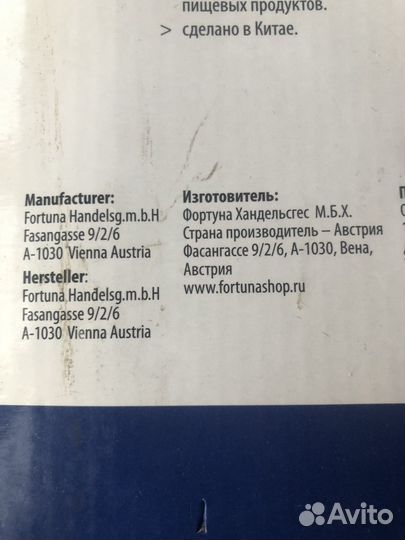 пищевых продуктов.
> сделано в Китае.
Manufacturer:
Fortuna Handelsg.m.b.H
Fasangasse 9/2/6
A-1030 Vienna Austria
Hersteller:
Fortuna Handelsg.m.b.H
Fasangasse 9/2/6
A-1030 Vienna Austria
Изготовитель:
Фортуна Хандельсгес М.Б.Х.
Страна производитель – Австрия
Фасангассе 9/2/6, А-1030, Вена,
Австрия
www.fortunashop.ru
Avito